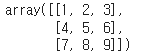 array([[1, 2, 3],
       [4, 5, 6],
       [7, 8, 9]])